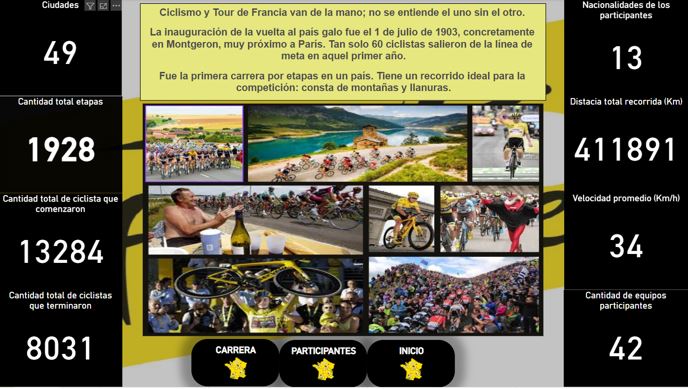 Ciudades
49
Cantidad total etapas
1928
Cantidad total de ciclista que
comenzaron
13284
Cantidad total de ciclistas
que terminaron
8031
Ciclismo y Tour de Francia van de la mano; no se entiende el uno sin el otro.
La inauguración de la vuelta al país galo fue el 1 de julio de 1903, concretamente
en Montgeron, muy próximo a París. Tan solo 60 ciclistas salieron de la línea de
meta en aquel primer año.
Fue la primera carrera por etapas en un país. Tiene un recorrido ideal para la
competición: consta de montañas y llanuras.
CARRERA
PARTICIPANTES
INICIO
Nacionalidades de los
participantes
13
Distacia total recorrida (Km)
411891
Velocidad promedio (Km/h)
34
Cantidad de equipos
participantes
42